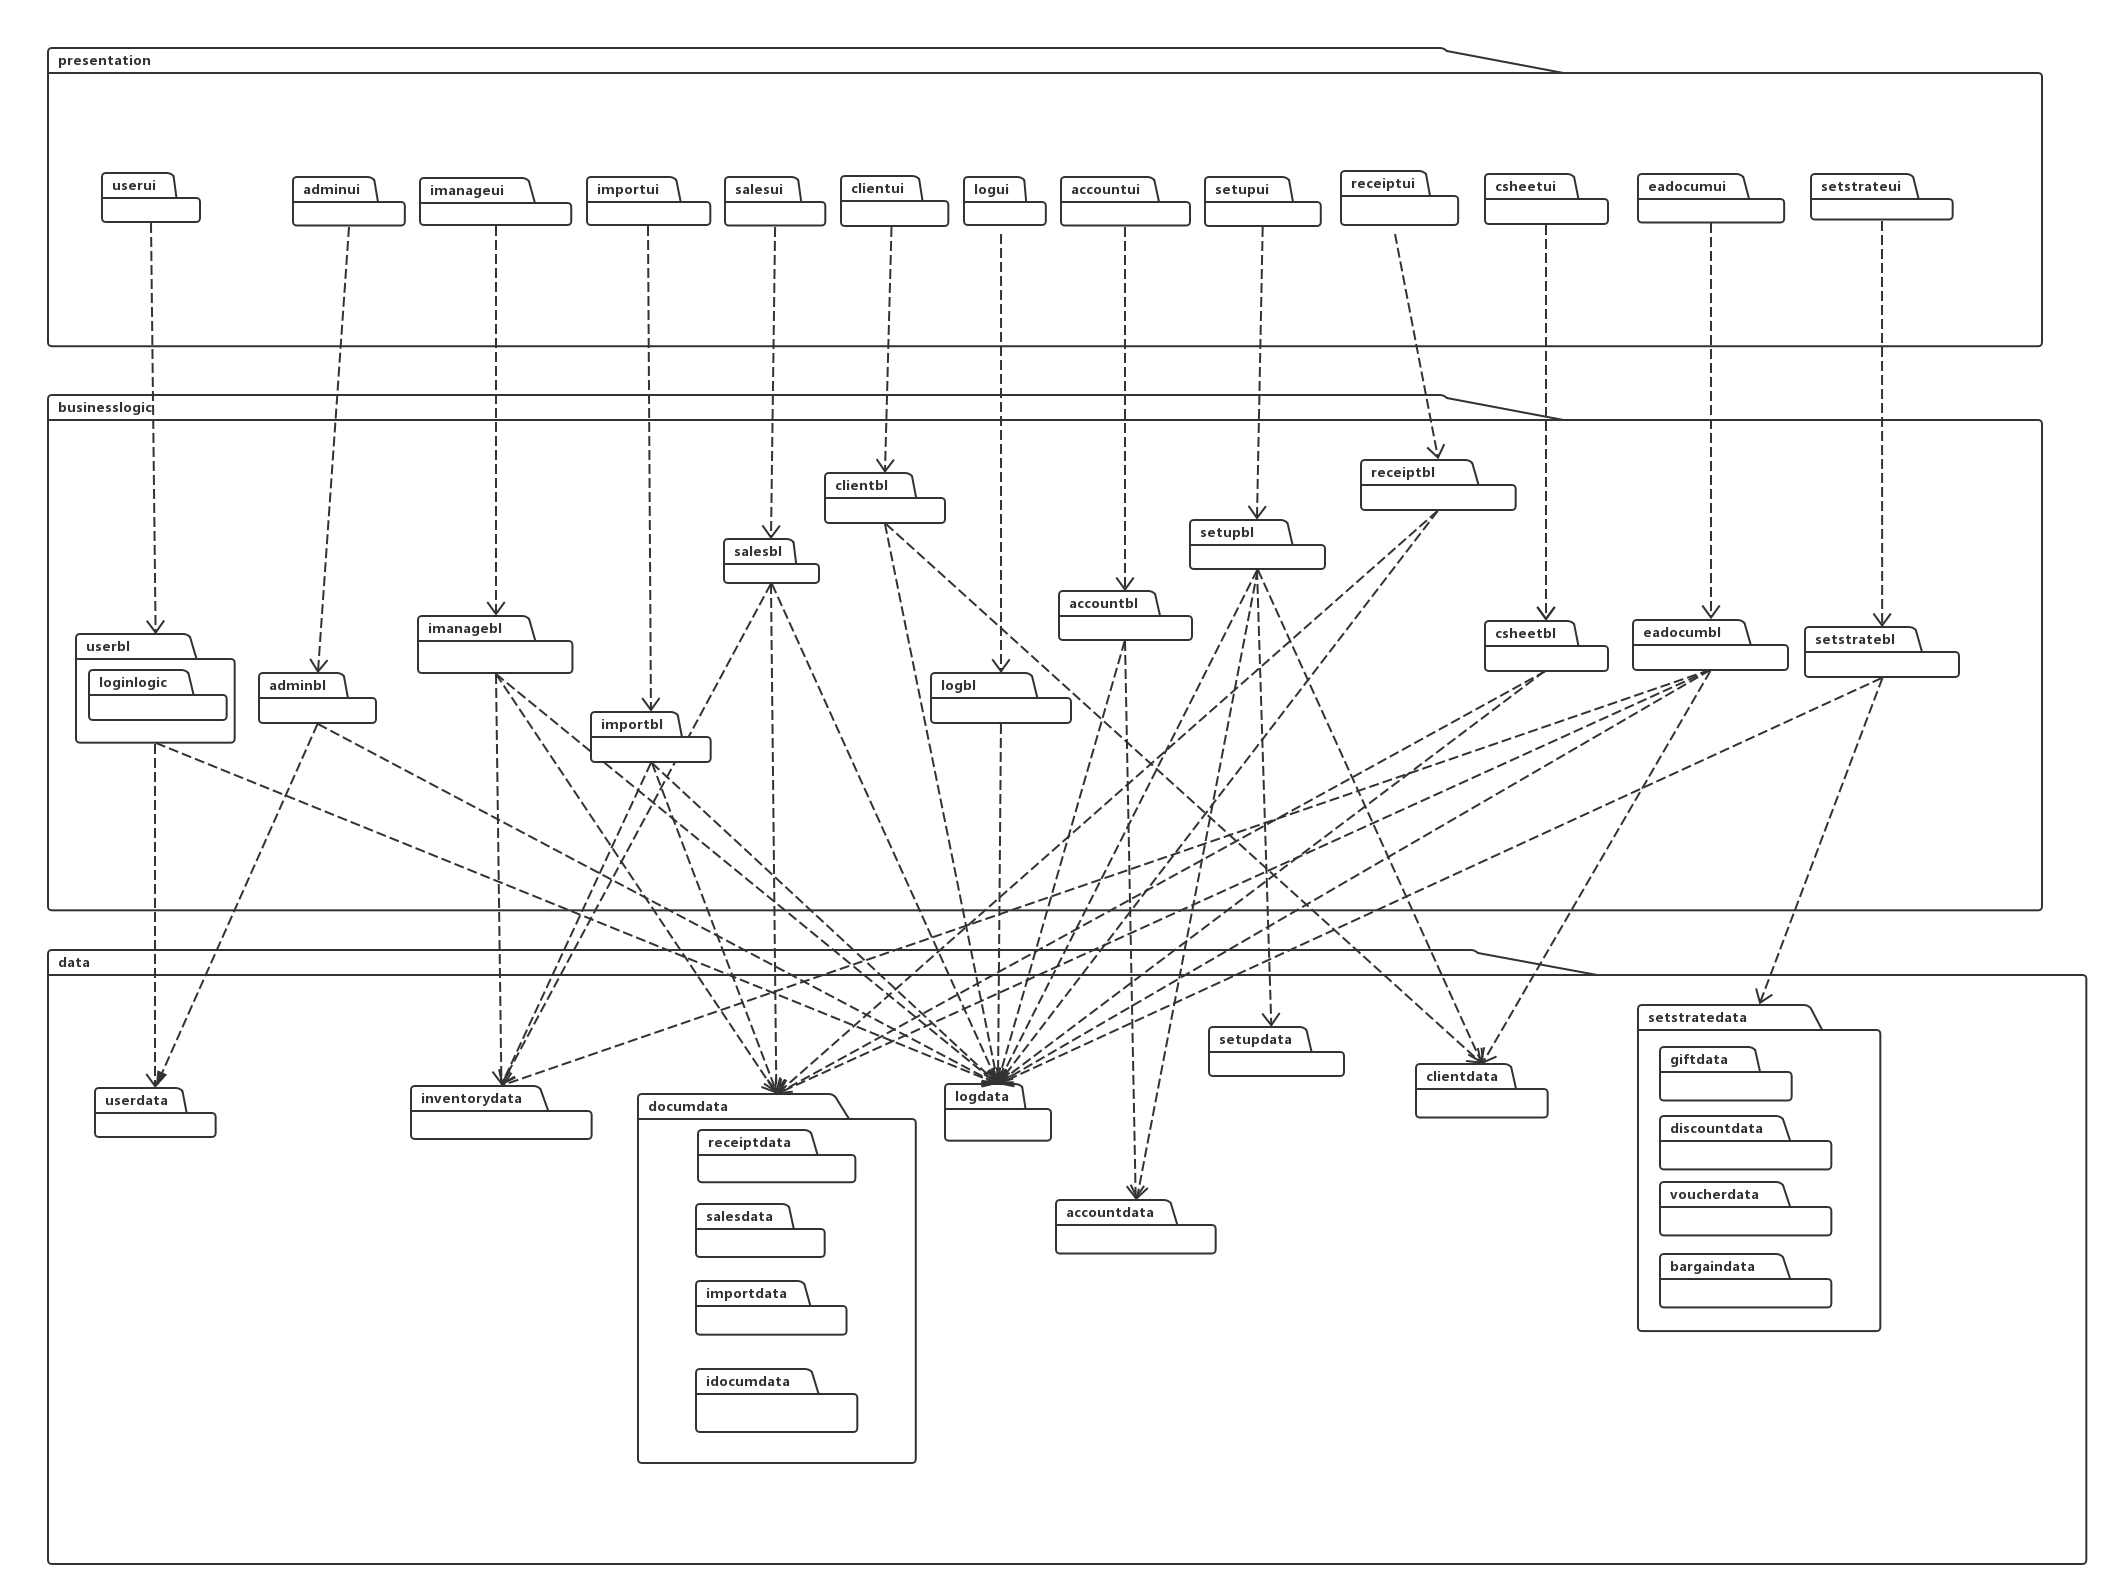 presentation
userui
adminui
imanageui
importui
salesui
clientui
logui
accountui
setupui
receiptui
csheetui
eadocumui
setstrateui
businesslogic
clientbl
receiptbl
salesbl
setupbl
userbl
loginlogic
adminbl
imanagebl
importbl
logbl
accountbl
csheetbl
eadocumbl
setstratebl
data
userdata
inventorydata
documdata
receiptdata
salesdata
importdata
idocumdata
logdata
accountdata
setupdata
clientdata
setstratedata
giftdata
discountdata
voucherdata
bargaindata